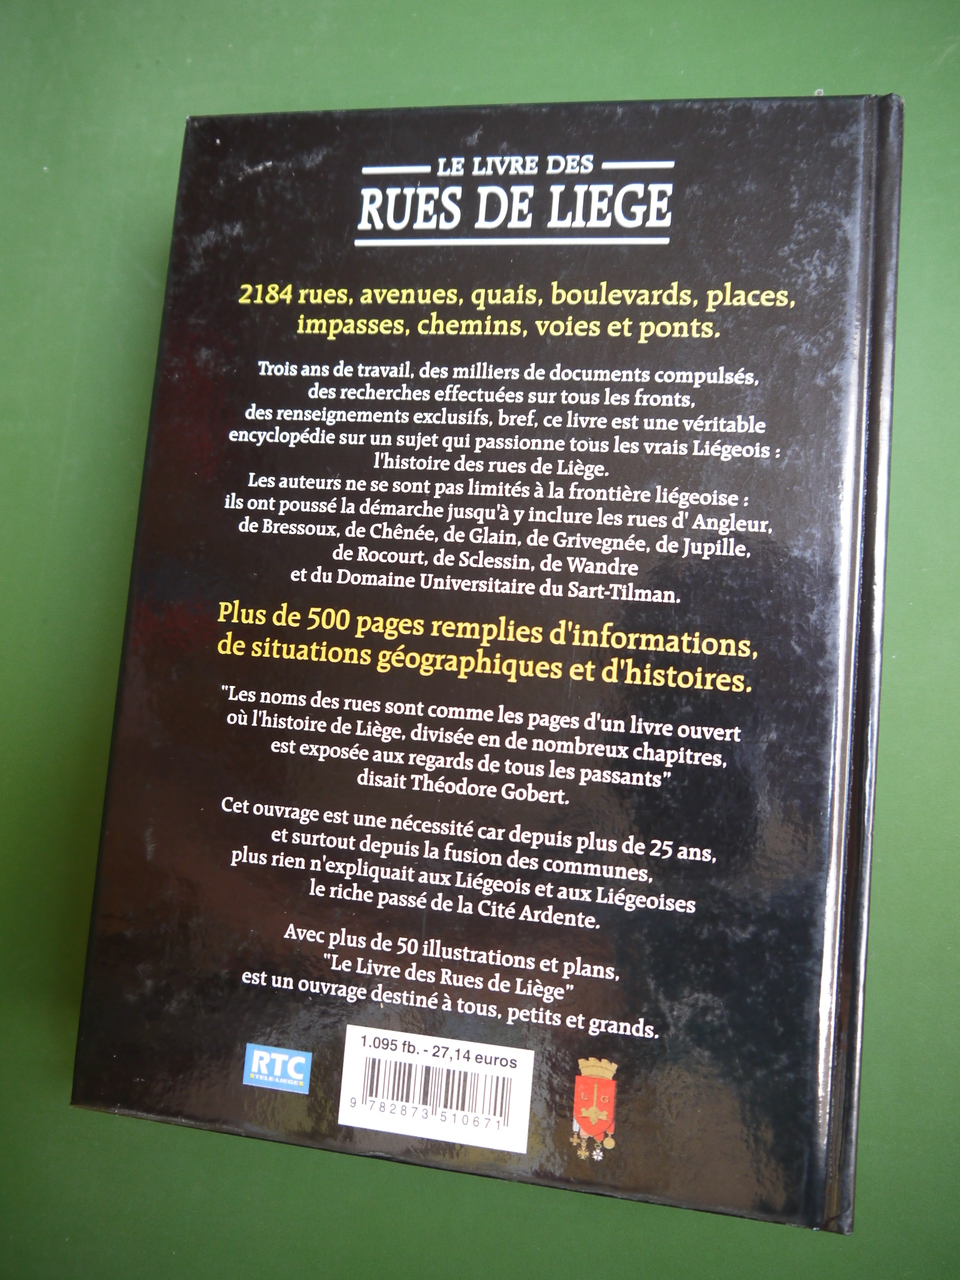 LE LIVRE DES
RUES DE LIEGE
2184 rues, avenues, quais, boulevards, places,
impasses, chemins, voies et ponts.
Trois ans de travail, des milliers de documents compulsés,
des recherches effectuées sur tous les fronts,
des renseignements exclusifs, bref, ce livre est une véritable
encyclopédie sur un sujet qui passionne tous les vrais Liégeois :
l'histoire des rues de Liège.
Les auteurs ne se sont pas limités à la frontière liégeoise :
ils ont poussé la démarche jusqu'à y inclure les rues d' Angleur,
de Bressoux, de Chênée, de Glain, de Grivegnée, de Jupille,
de Rocourt, de Sclessin, de Wandre
et du Domaine Universitaire du Sart-Tilman.
Plus de 500 pages remplies d'informations,
de situations géographiques et d'histoires.
"Les noms des rues sont comme les pages d'un livre ouvert
où l'histoire de Liège, divisée en de nombreux chapitres,
est exposée aux regards de tous les passants"
disait Théodore Gobert.
Cet ouvrage est une nécessité car depuis plus de 25 ans,
et surtout depuis la fusion des communes,
plus rien n'expliquait aux Liégeois et aux Liégeoises
le riche passé de la Cité Ardente.
Avec plus de 50 illustrations et plans,
"Le Livre des Rues de Liège"
est un ouvrage destiné à tous, petits et grands.
1.095 fb. - 27,14 euros
RTC
TELE-LIEGE
9 782873 510671
L G